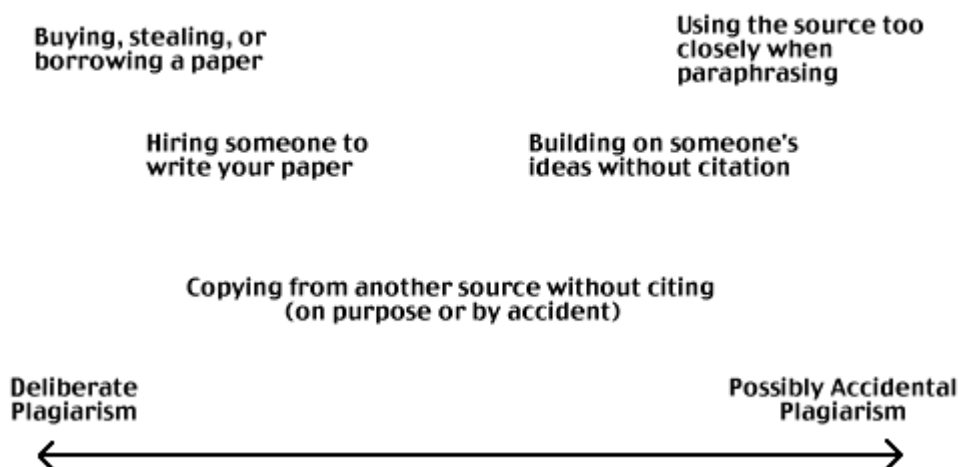 Buying, stealing, or
borrowing a paper
Using the source too
closely when
paraphrasing
Hiring someone to
write your paper
Building on someone's
ideas without citation
Copying from another source without citing
(on purpose or by accident)
Deliberate
Plagiarism
Possibly Accidental
Plagiarism